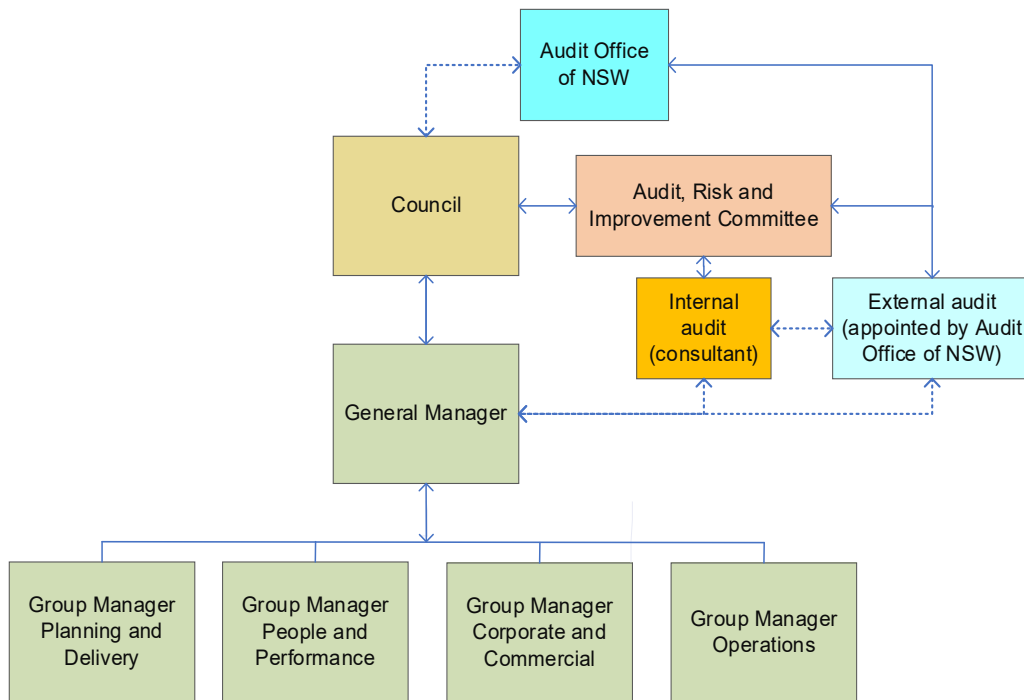 Audit Office
of NSW
Council
Audit, Risk and
Improvement Committee
Internal
audit
(consultant)
External audit
(appointed by Audit
Office of NSW)
General Manager
Group Manager
Planning and
Delivery
Group Manager
People and
Performance
Group Manager
Corporate and
Commercial
Group Manager
Operations